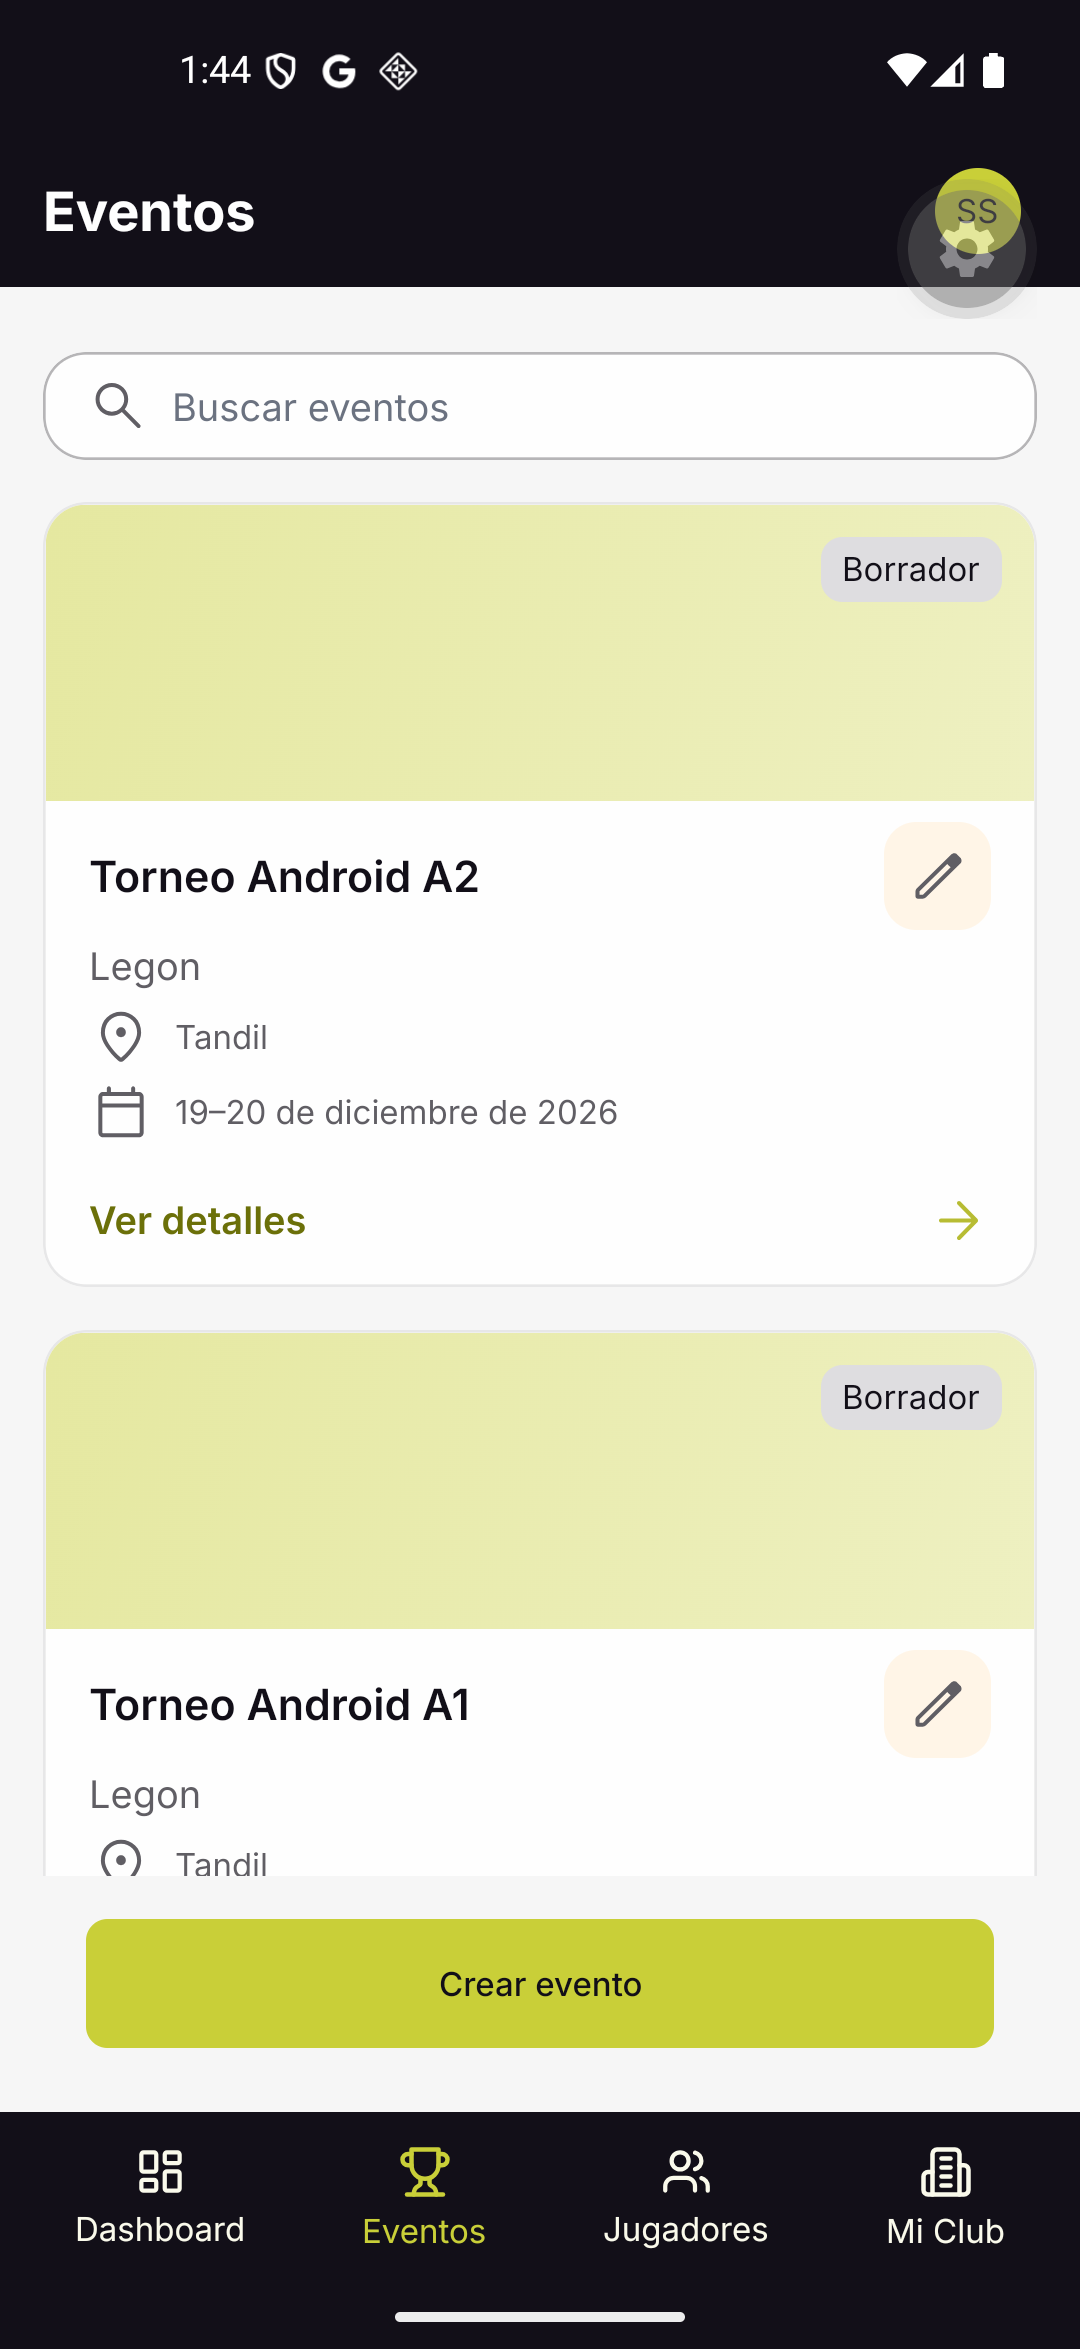 1:44
Eventos
SS
Buscar eventos
Borrador
Torneo Android A2
Legon
Tandil
19–20 de diciembre de 2026
Ver detalles
Borrador
Torneo Android A1
Legon
Tandil
Crear evento
Dashboard
Eventos
Jugadores
Mi Club